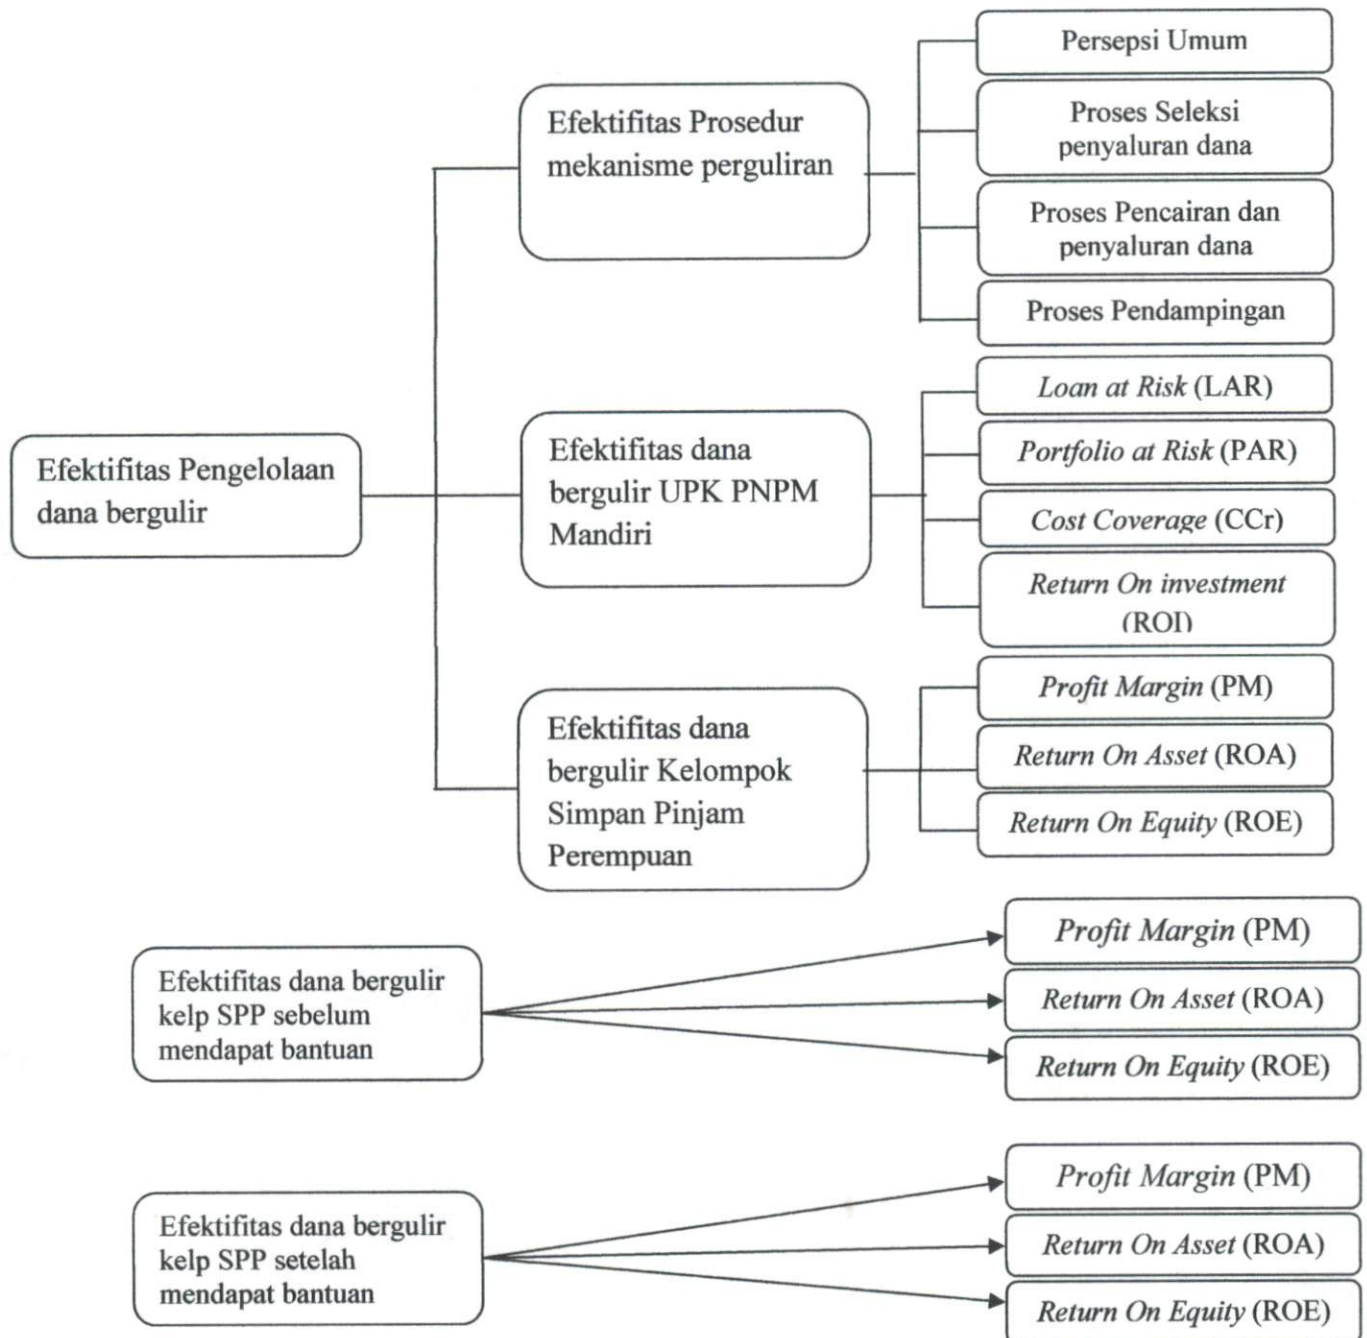 Persepsi Umum
Efektifitas Prosedur
mekanisme perguliran
Proses Seleksi
penyaluran dana
Proses Pencairan dan
penyaluran dana
Proses Pendampingan
Efektifitas Pengelolaan
dana bergulir
Efektifitas dana
bergulir UPK PNPM
Mandiri
Loan at Risk (LAR)
Portfolio at Risk (PAR)
Cost Coverage (CCr)
Return On investment
(ROI)
Efektifitas dana
bergulir Kelompok
Simpan Pinjam
Perempuan
Profit Margin (PM)
Return On Asset (ROA)
Return On Equity (ROE)
Efektifitas dana bergulir
kelp SPP sebelum
mendapat bantuan
Profit Margin (PM)
Return On Asset (ROA)
Return On Equity (ROE)
Efektifitas dana bergulir
kelp SPP setelah
mendapat bantuan
Profit Margin (PM)
Return On Asset (ROA)
Return On Equity (ROE)